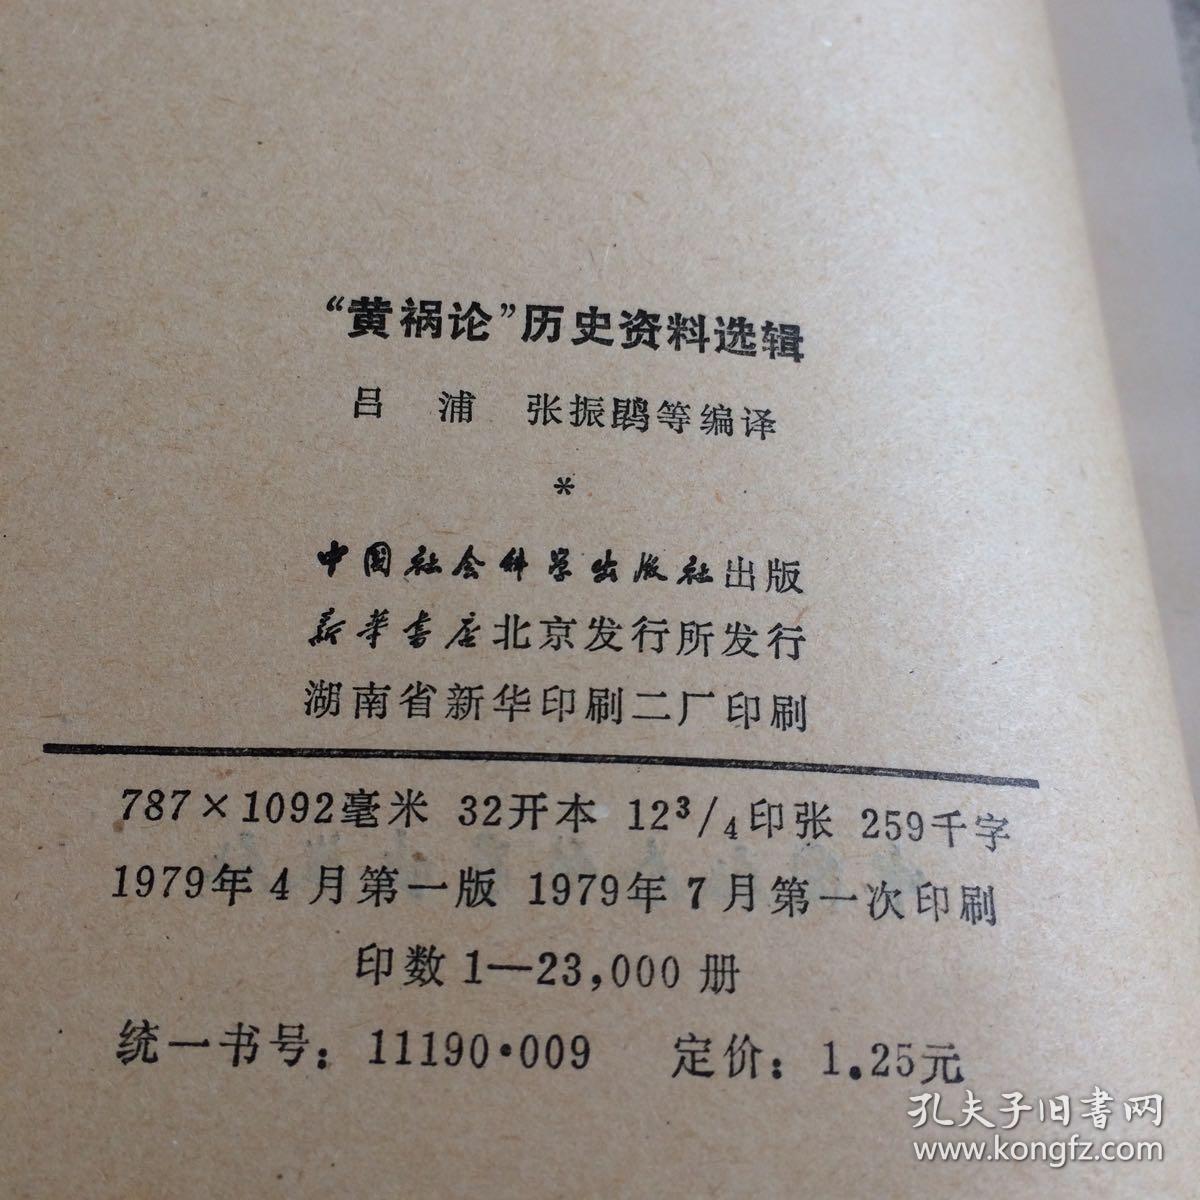 “黄祸论”历史资料选辑
吕 浦 张振鹍等编译
*
中国社会科学出版社出版
新华书店北京发行所发行
湖南省新华印刷二厂印刷
787×1092毫米 32开本 12³/₄印张 259千字
1979年4月第一版 1979年7月第一次印刷
印数1—23,000册
统一书号：11190·009 定价：1.25元
孔夫子旧书网
www.kongfz.com